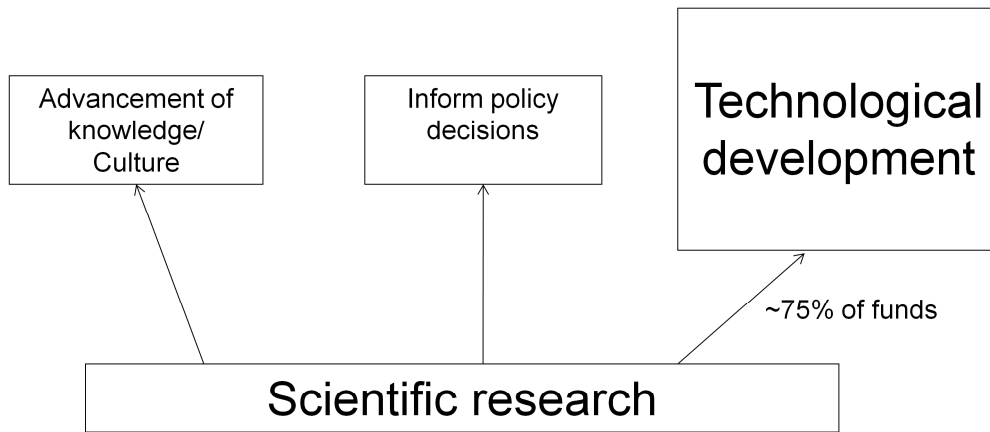 Advancement of
knowledge/
Culture
Inform policy
decisions
Technological
development
~75% of funds
Scientific research